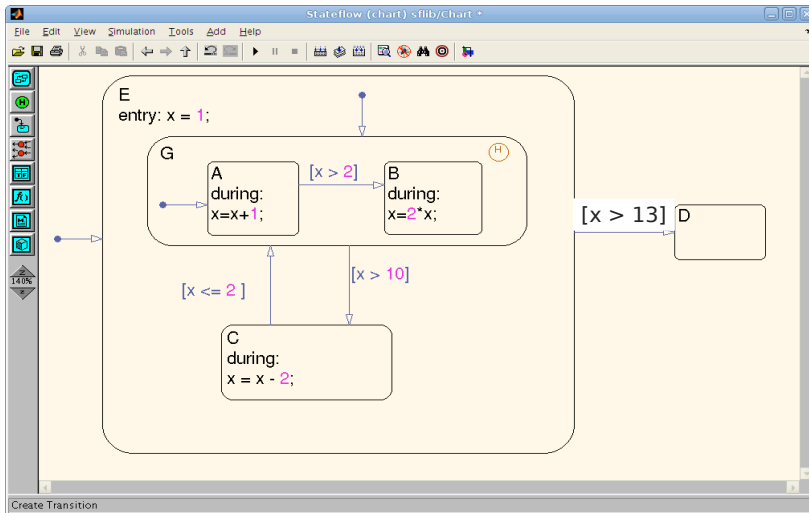 Stateflow (chart) sflib/Chart *
File Edit View Simulation Tools Add Help
E
entry: x = 1;
G
H
A
during:
x=x+1;
[x > 2]
B
during:
x=2*x;
[x > 13]
D
[x <= 2 ]
[x > 10]
C
during:
x = x - 2;
H
f()
Z
140%
Z
Create Transition